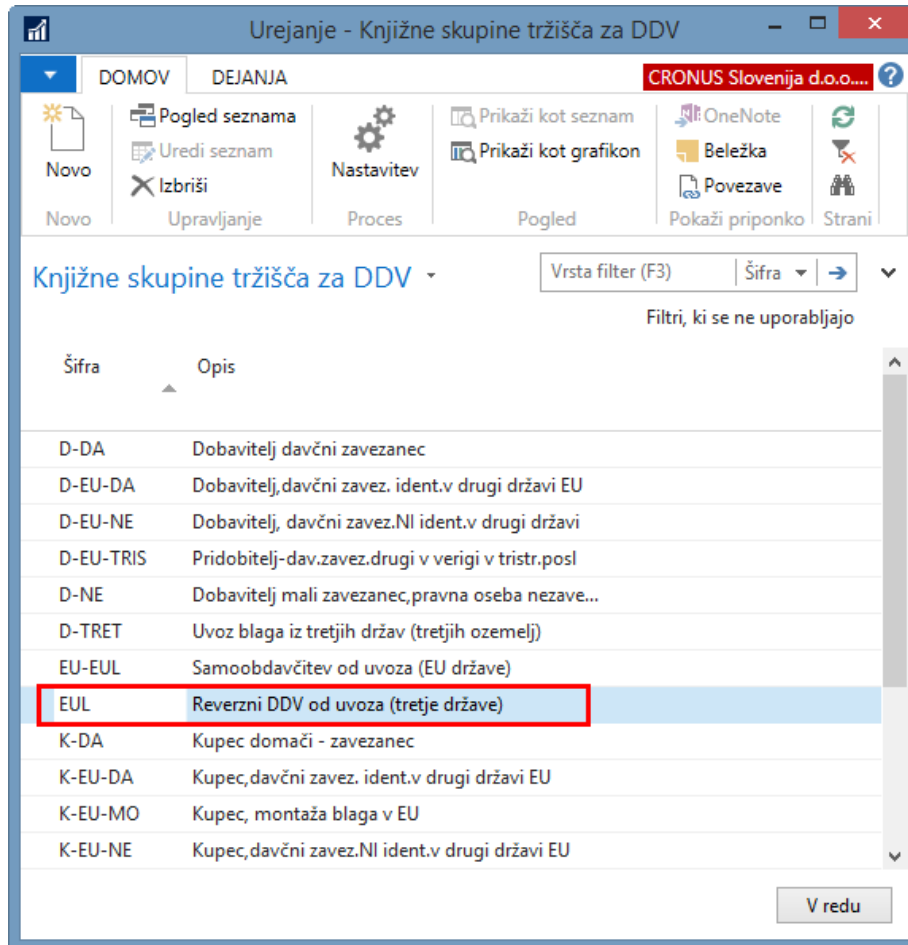 Urejanje - Knjižne skupine tržišča za DDV
DOMOV DEJANJA CRONUS Slovenija d.o.o....
Novo
Pogled seznama
Uredi seznam
Izbriši
Nastavitev
Prikaži kot seznam
Prikaži kot grafikon
OneNote
Beležka
Povezave
Novo Upravljanje Proces Pogled Pokaži priponko Strani
Knjižne skupine tržišča za DDV Vrsta filter (F3) Šifra
Filtri, ki se ne uporabljajo
Šifra Opis
D-DA Dobavitelj davčni zavezanec
D-EU-DA Dobavitelj,davčni zavez. ident.v drugi državi EU
D-EU-NE Dobavitelj, davčni zavez.NI ident.v drugi državi
D-EU-TRIS Pridobitelj-dav.zavez.drugi v verigi v tristr.posl
D-NE Dobavitelj mali zavezanec,pravna oseba nezave...
D-TRET Uvoz blaga iz tretjih držav (tretjih ozemelj)
EU-EUL Samoobdavčitev od uvoza (EU države)
EUL Reverzni DDV od uvoza (tretje države)
K-DA Kupec domači - zavezanec
K-EU-DA Kupec,davčni zavez. ident.v drugi državi EU
K-EU-MO Kupec, montaža blaga v EU
K-EU-NE Kupec,davčni zavez.NI ident.v drugi državi EU
V redu